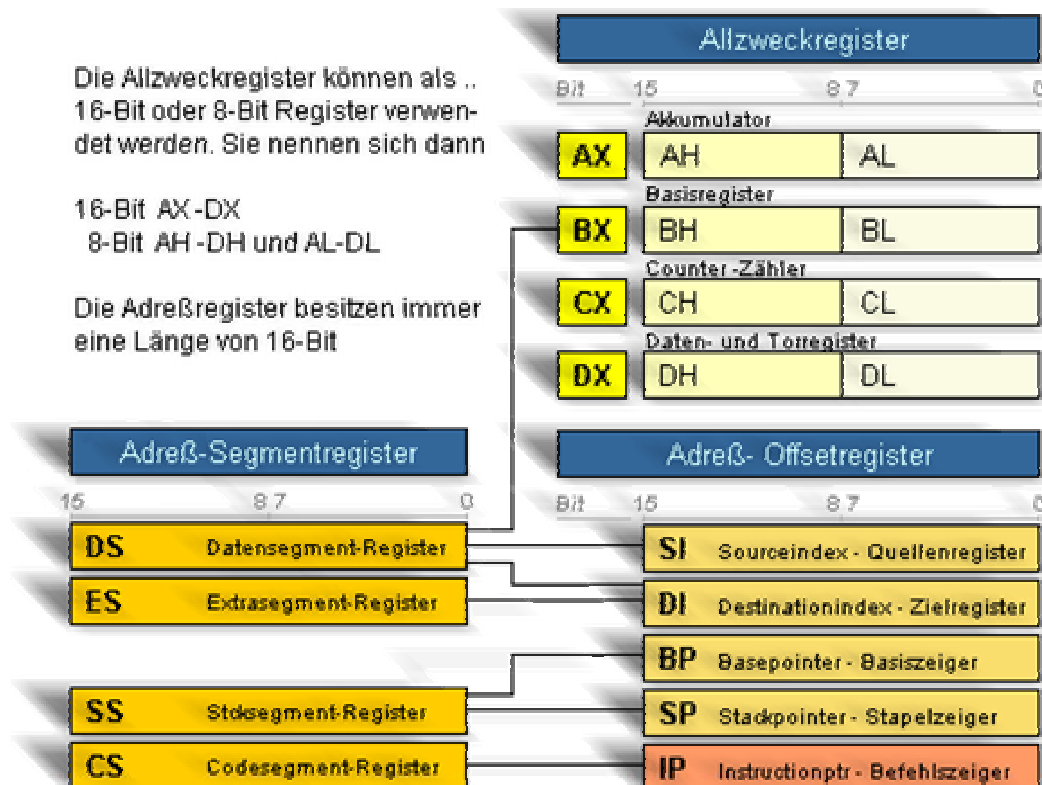 Die Allzweckregister können als ..
16-Bit oder 8-Bit Register verwen-
det werden. Sie nennen sich dann
16-Bit AX -DX
8-Bit AH -DH und AL-DL
Die Adreßregister besitzen immer
eine Länge von 16-Bit
Allzweckregister
Bit 15 8 7 0
Akkumulator
AX AH AL
Basisregister
BX BH BL
Counter -Zähler
CX CH CL
Daten- und Torregister
DX DH DL
Adreß-Segmentregister
15 8 7 0
DS Datensegment-Register
ES Extrasegment-Register
SS Stcksegment-Register
CS Codesegment-Register
Adreß- Offsetregister
Bit 15 8 7 0
SI Sourceindex - Quellenregister
DI Destinationindex - Zielregister
BP Basepointer - Basiszeiger
SP Stackpointer - Stapelzeiger
IP Instructionptr - Befehlszeiger